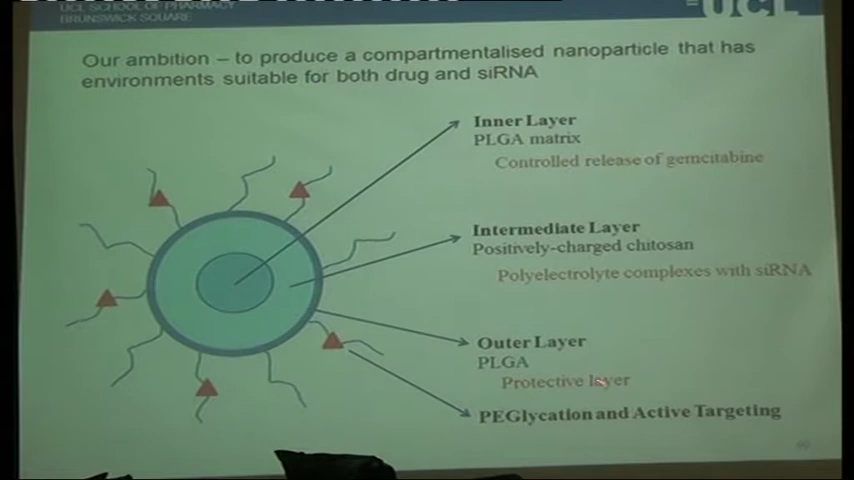 UCL SCHOOL OF PHARMACY
BRUNSWICK SQUARE
UCL
Our ambition – to produce a compartmentalised nanoparticle that has
environments suitable for both drug and siRNA
Inner Layer
PLGA matrix
Controlled release of gemcitabine
Intermediate Layer
Positively-charged chitosan
Polyelectrolyte complexes with siRNA
Outer Layer
PLGA
Protective layer
PEGlycation and Active Targeting